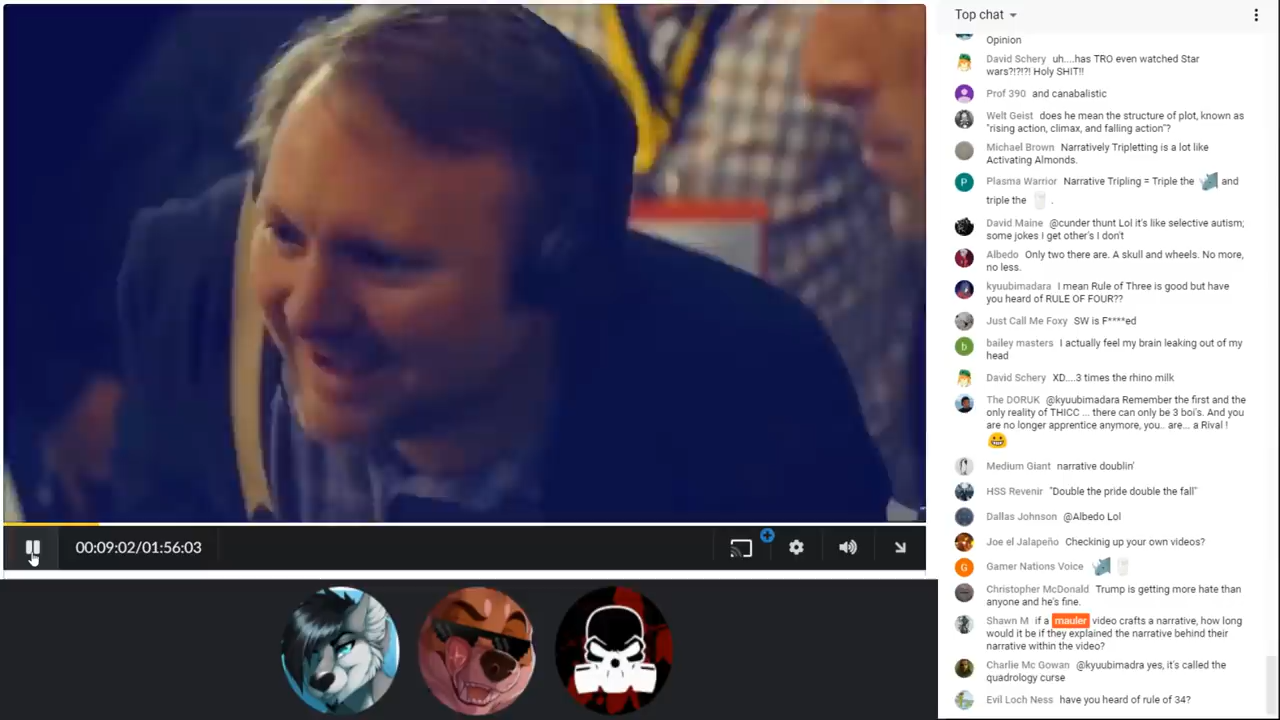 Top chat
Opinion
David Schery uh....has TRO even watched Star
wars?!?!?! Holy SHIT!!
Prof 390 and canabalistic
Welt Geist does he mean the structure of plot, known as
"rising action, climax, and falling action"?
Michael Brown Narratively Tripletting is a lot like
Activating Almonds.
P
Plasma Warrior Narrative Tripling = Triple the and
triple the .
David Maine @cunder thunt Lol it's like selective autism;
some jokes I get other's I don't
Albedo Only two there are. A skull and wheels. No more,
no less.
kyuubimadara I mean Rule of Three is good but have
you heard of RULE OF FOUR??
Just Call Me Foxy SW is F****ed
b
bailey masters I actually feel my brain leaking out of my
head
David Schery XD....3 times the rhino milk
The DORUK @kyuubimadara Remember the first and the
only reality of THICC ... there can only be 3 boi's. And you
are no longer apprentice anymore, you.. are... a Rival !
Medium Giant narrative doublin'
HSS Revenir "Double the pride double the fall"
Dallas Johnson @Albedo Lol
Joe el Jalapeño Checkinig up your own videos?
G
Gamer Nations Voice
Christopher McDonald Trump is getting more hate than
anyone and he's fine.
Shawn M if a mauler video crafts a narrative, how long
would it be if they explained the narrative behind their
narrative within the video?
Charlie Mc Gowan @kyuubimadra yes, it's called the
quadrology curse
Evil Loch Ness have you heard of rule of 34?
00:09:02/01:56:03